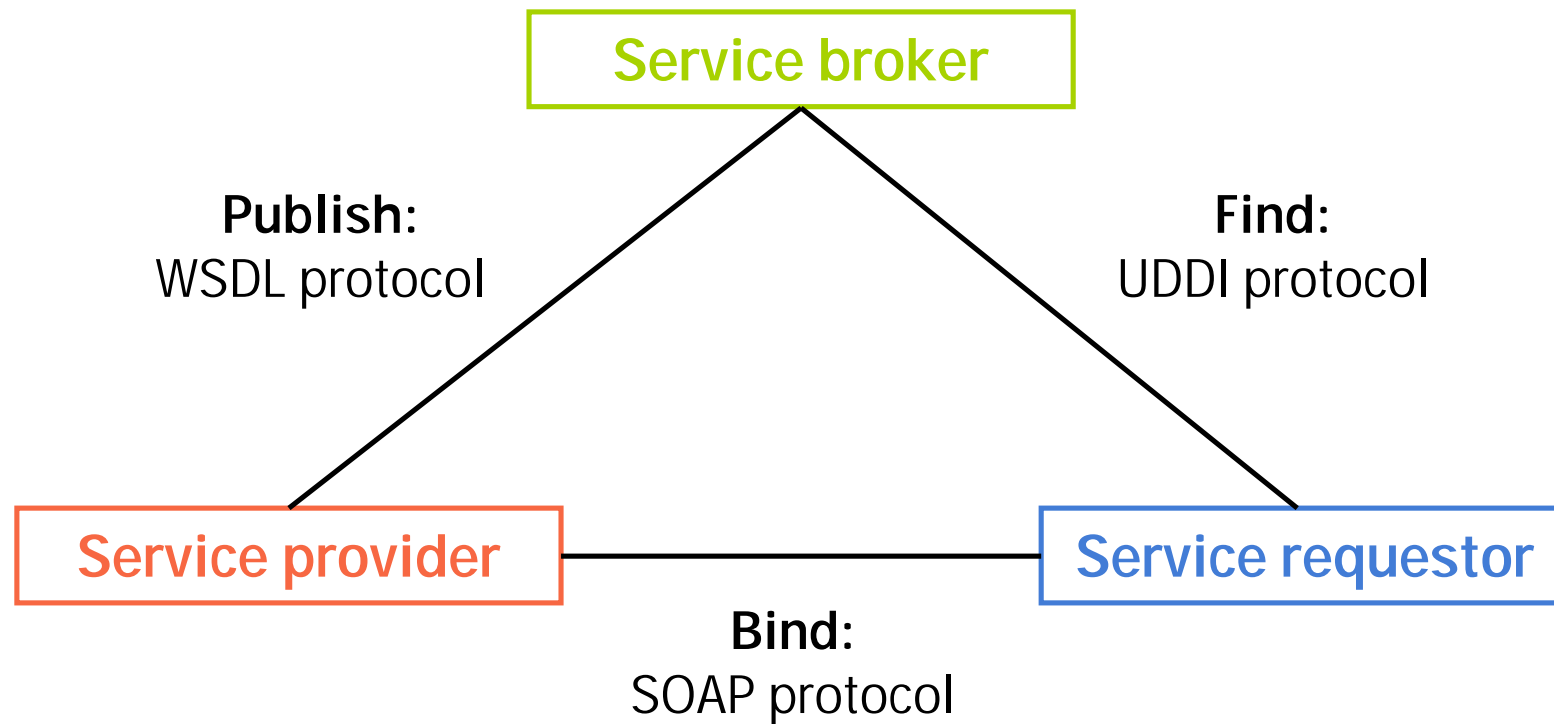 Service broker
Publish:
WSDL protocol
Find:
UDDI protocol
Service provider
Service requestor
Bind:
SOAP protocol